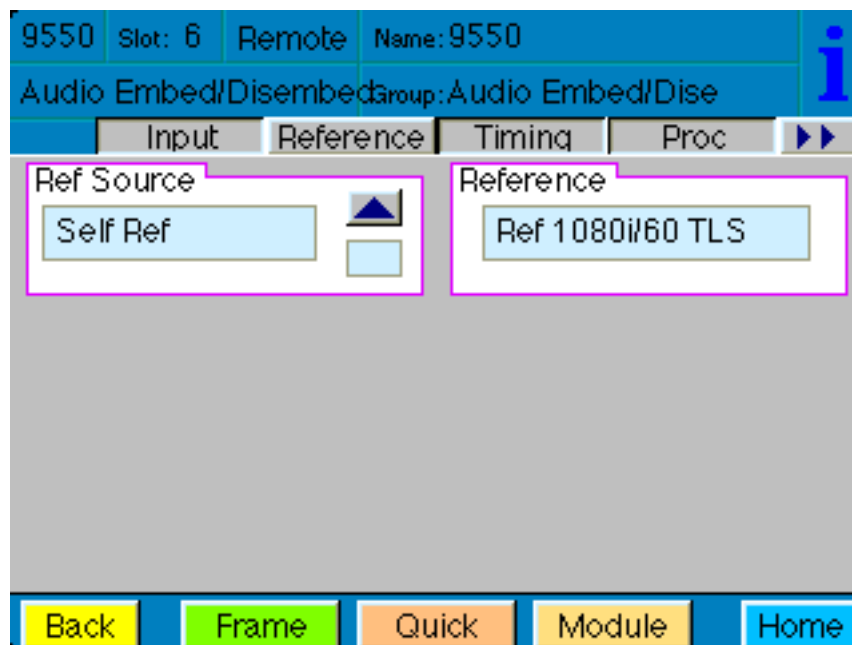 9550 Slot: 6 Remote Name: 9550
Audio Embed/Disembed Group: Audio Embed/Dise
i
Input Reference Timing Proc
Ref Source Reference
Self Ref Ref 1080i/60 TLS
Back Frame Quick Module Home